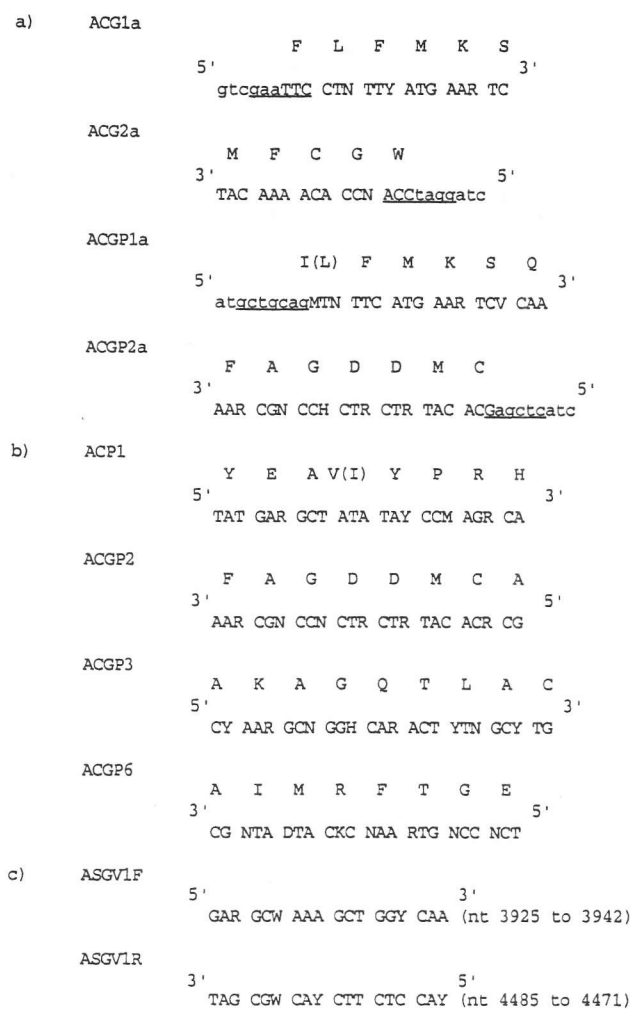 a) ACG1a
F L F M K S
5' 3'
gtcgaaTTC CTN TTY ATG AAR TC
ACG2a
M F C G W
3' 5'
TAC AAA ACA CCN ACCtaggatc
ACGP1a
I(L) F M K S Q
5' 3'
atgctgcagMTN TTC ATG AAR TCV CAA
ACGP2a
F A G D D M C
3' 5'
AAR CGN CCH CTR CTR TAC ACGagctcatc
b) ACP1
Y E A V(I) Y P R H
5' 3'
TAT GAR GCT ATA TAY CCM AGR CA
ACGP2
F A G D D M C A
3' 5'
AAR CGN CCN CTR CTR TAC ACR CG
ACGP3
A K A G Q T L A C
5' 3'
CY AAR GCN GGH CAR ACT YTN GCY TG
ACGP6
A I M R F T G E
3' 5'
CG NTA DTA CKC NAA RTG NCC NCT
c) ASGV1F
5' 3'
GAR GCW AAA GCT GGY CAA (nt 3925 to 3942)
ASGV1R
3' 5'
TAG CGW CAY CTT CTC CAY (nt 4485 to 4471)